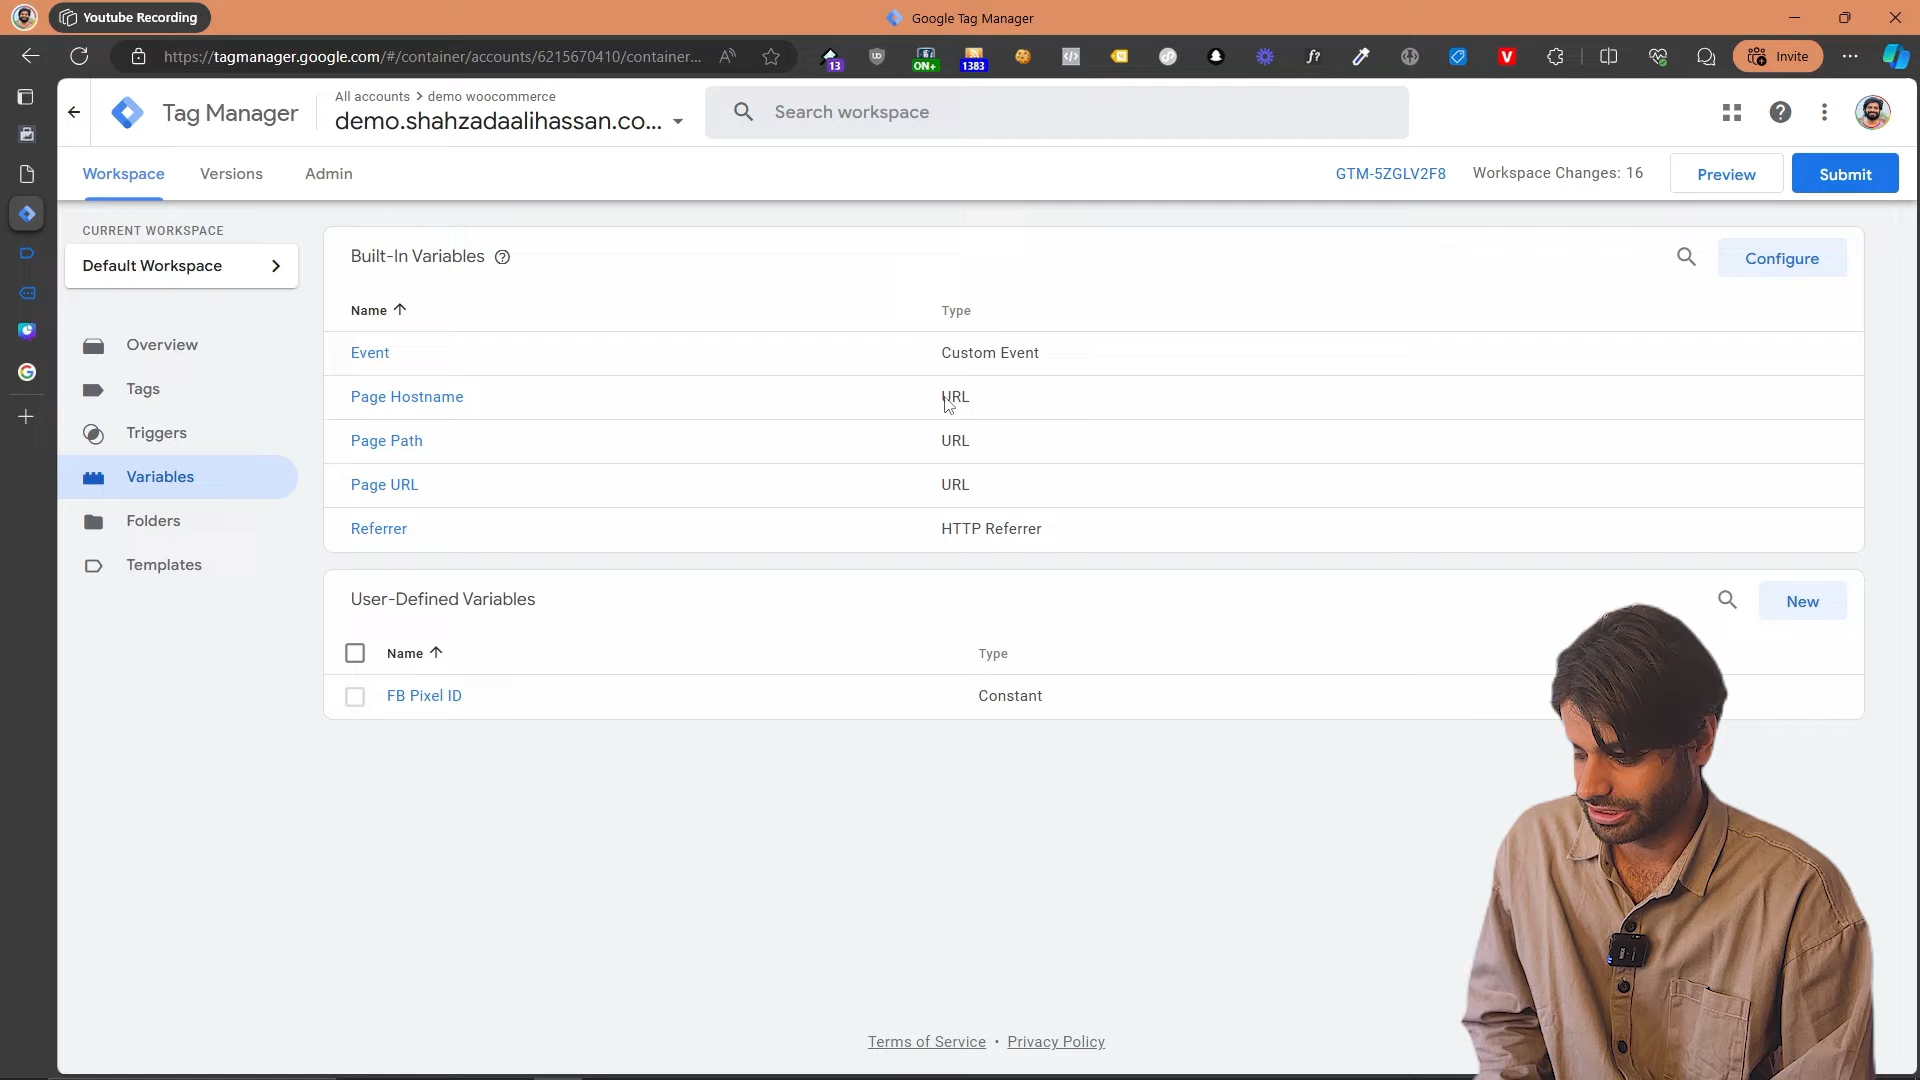 Youtube Recording
Google Tag Manager
https://tagmanager.google.com/#/container/accounts/6215670410/container...
13
ON+
1383
f?
V
Invite
Tag Manager
All accounts > demo woocommerce
demo.shahzadaalihassan.co...
Search workspace
Workspace
Versions
Admin
GTM-5ZGLV2F8
Workspace Changes: 16
Preview
Submit
CURRENT WORKSPACE
Default Workspace
Overview
Tags
Triggers
Variables
Folders
Templates
Built-In Variables
Configure
Name
Type
Event
Custom Event
Page Hostname
URL
Page Path
URL
Page URL
URL
Referrer
HTTP Referrer
User-Defined Variables
New
Name
Type
FB Pixel ID
Constant
Terms of Service • Privacy Policy